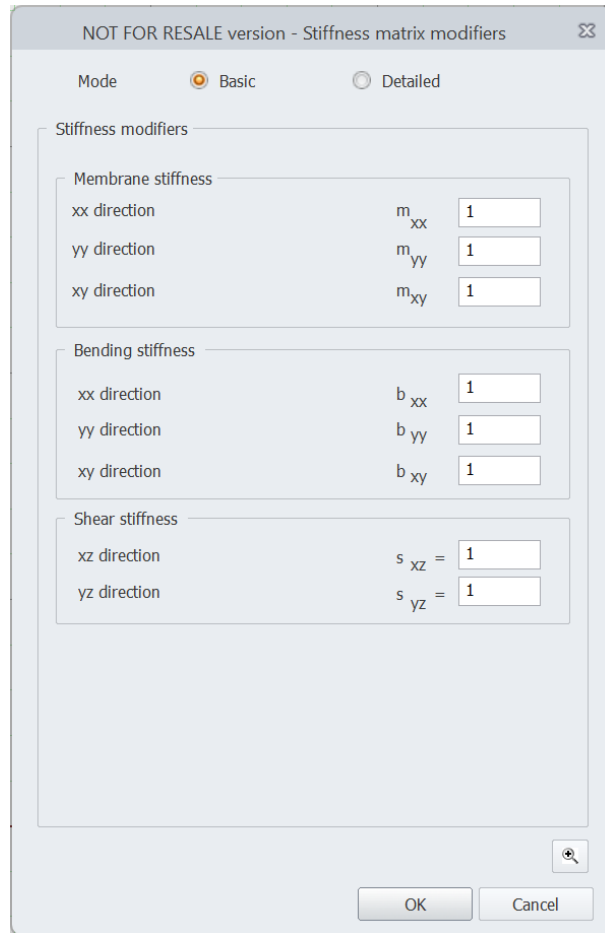 NOT FOR RESALE version - Stiffness matrix modifiers
Mode Basic Detailed
Stiffness modifiers
Membrane stiffness
xx direction m xx 1
yy direction m yy 1
xy direction m xy 1
Bending stiffness
xx direction b xx 1
yy direction b yy 1
xy direction b xy 1
Shear stiffness
xz direction s xz = 1
yz direction s yz = 1
OK Cancel